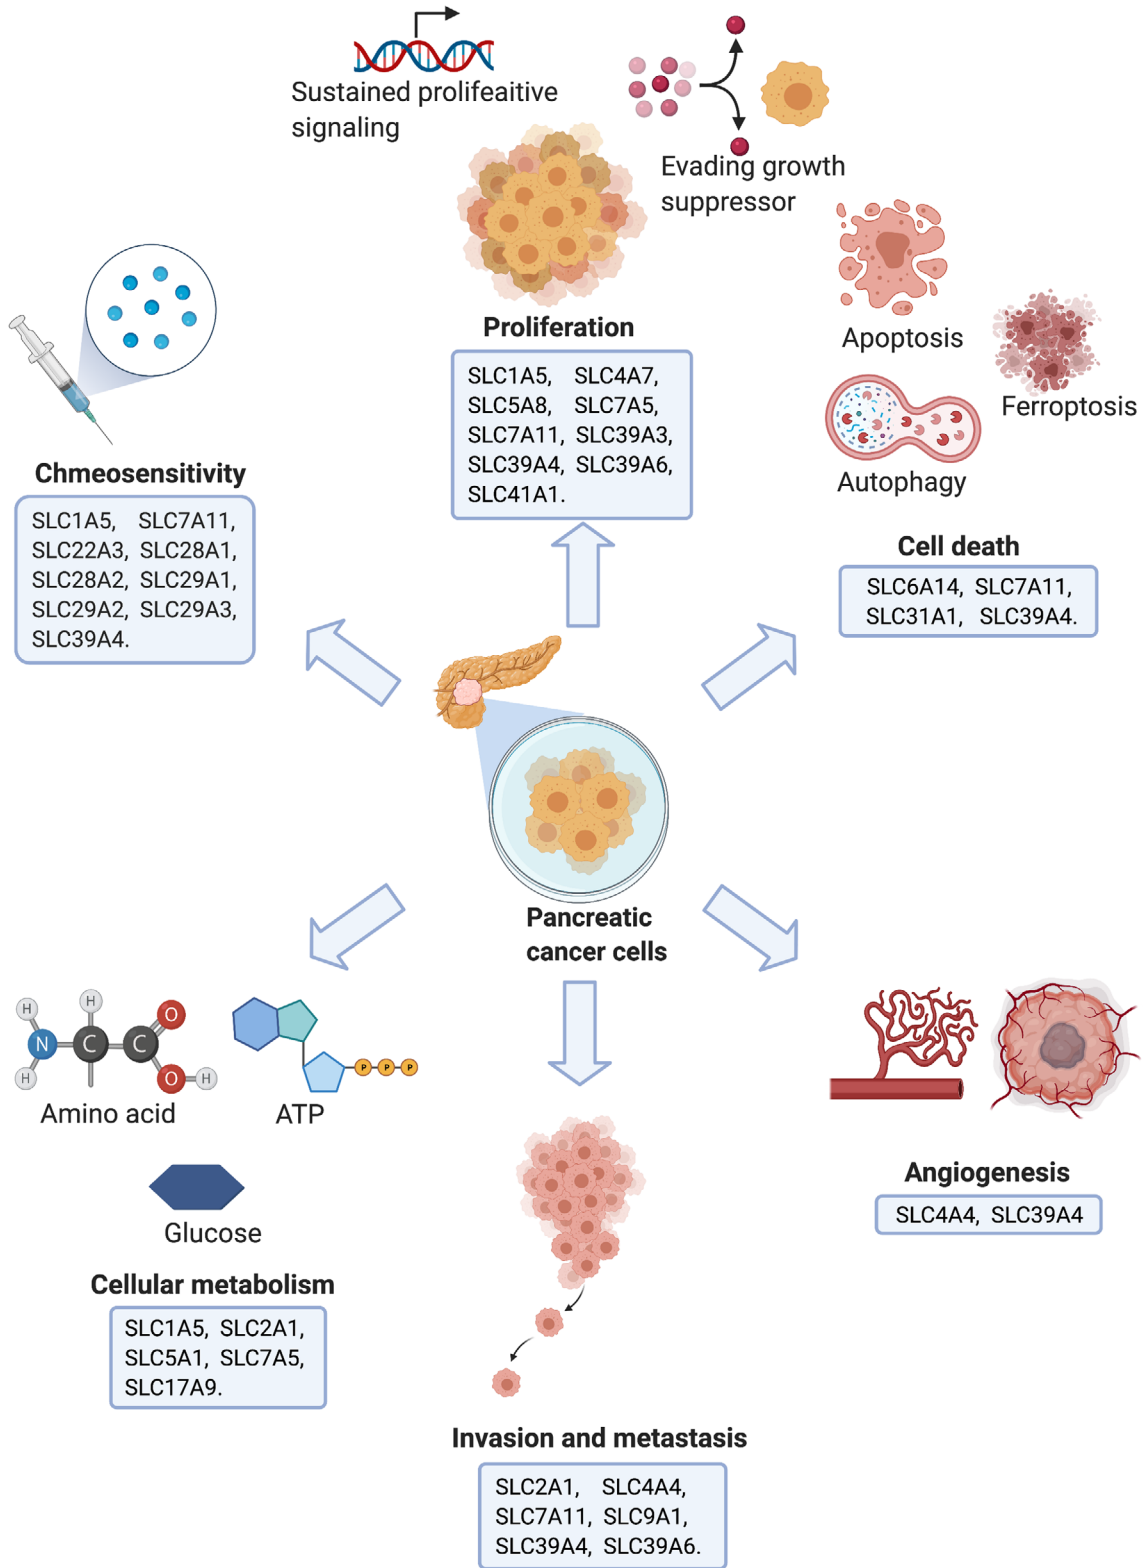 Sustained prolifeaitive
signaling
Evading growth
suppressor
Proliferation
SLC1A5, SLC4A7,
SLC5A8, SLC7A5,
SLC7A11, SLC39A3,
SLC39A4, SLC39A6,
SLC41A1.
Apoptosis
Ferroptosis
Autophagy
Cell death
SLC6A14, SLC7A11,
SLC31A1, SLC39A4.
Chmeosensitivity
SLC1A5, SLC7A11,
SLC22A3, SLC28A1,
SLC28A2, SLC29A1,
SLC29A2, SLC29A3,
SLC39A4.
Pancreatic
cancer cells
H
H
O
N
C
C
H
O
H
Amino acid
P P P
ATP
Glucose
Cellular metabolism
SLC1A5, SLC2A1,
SLC5A1, SLC7A5,
SLC17A9.
Angiogenesis
SLC4A4, SLC39A4
Invasion and metastasis
SLC2A1, SLC4A4,
SLC7A11, SLC9A1,
SLC39A4, SLC39A6.